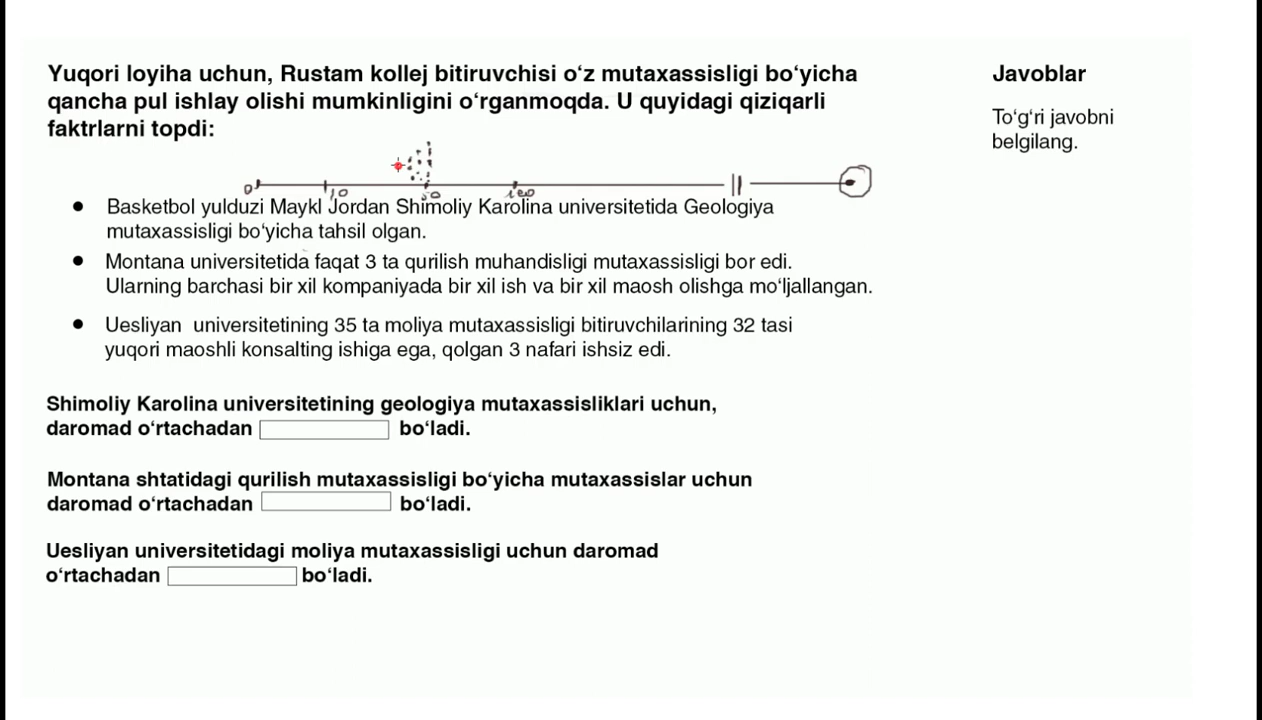 Yuqori loyiha uchun, Rustam kollej bitiruvchisi o‘z mutaxassisligi bo‘yicha
qancha pul ishlay olishi mumkinligini o‘rganmoqda. U quyidagi qiziqarli
faktrlarni topdi:
Javoblar
To‘g‘ri javobni
belgilang.
0 10 50 100
● Basketbol yulduzi Maykl Jordan Shimoliy Karolina universitetida Geologiya
mutaxassisligi bo‘yicha tahsil olgan.
● Montana universitetida faqat 3 ta qurilish muhandisligi mutaxassisligi bor edi.
Ularning barchasi bir xil kompaniyada bir xil ish va bir xil maosh olishga mo‘ljallangan.
● Uesliyan universitetining 35 ta moliya mutaxassisligi bitiruvchilarining 32 tasi
yuqori maoshli konsalting ishiga ega, qolgan 3 nafari ishsiz edi.
Shimoliy Karolina universitetining geologiya mutaxassisliklari uchun,
daromad o‘rtachadan bo‘ladi.
Montana shtatidagi qurilish mutaxassisligi bo‘yicha mutaxassislar uchun
daromad o‘rtachadan bo‘ladi.
Uesliyan universitetidagi moliya mutaxassisligi uchun daromad
o‘rtachadan bo‘ladi.